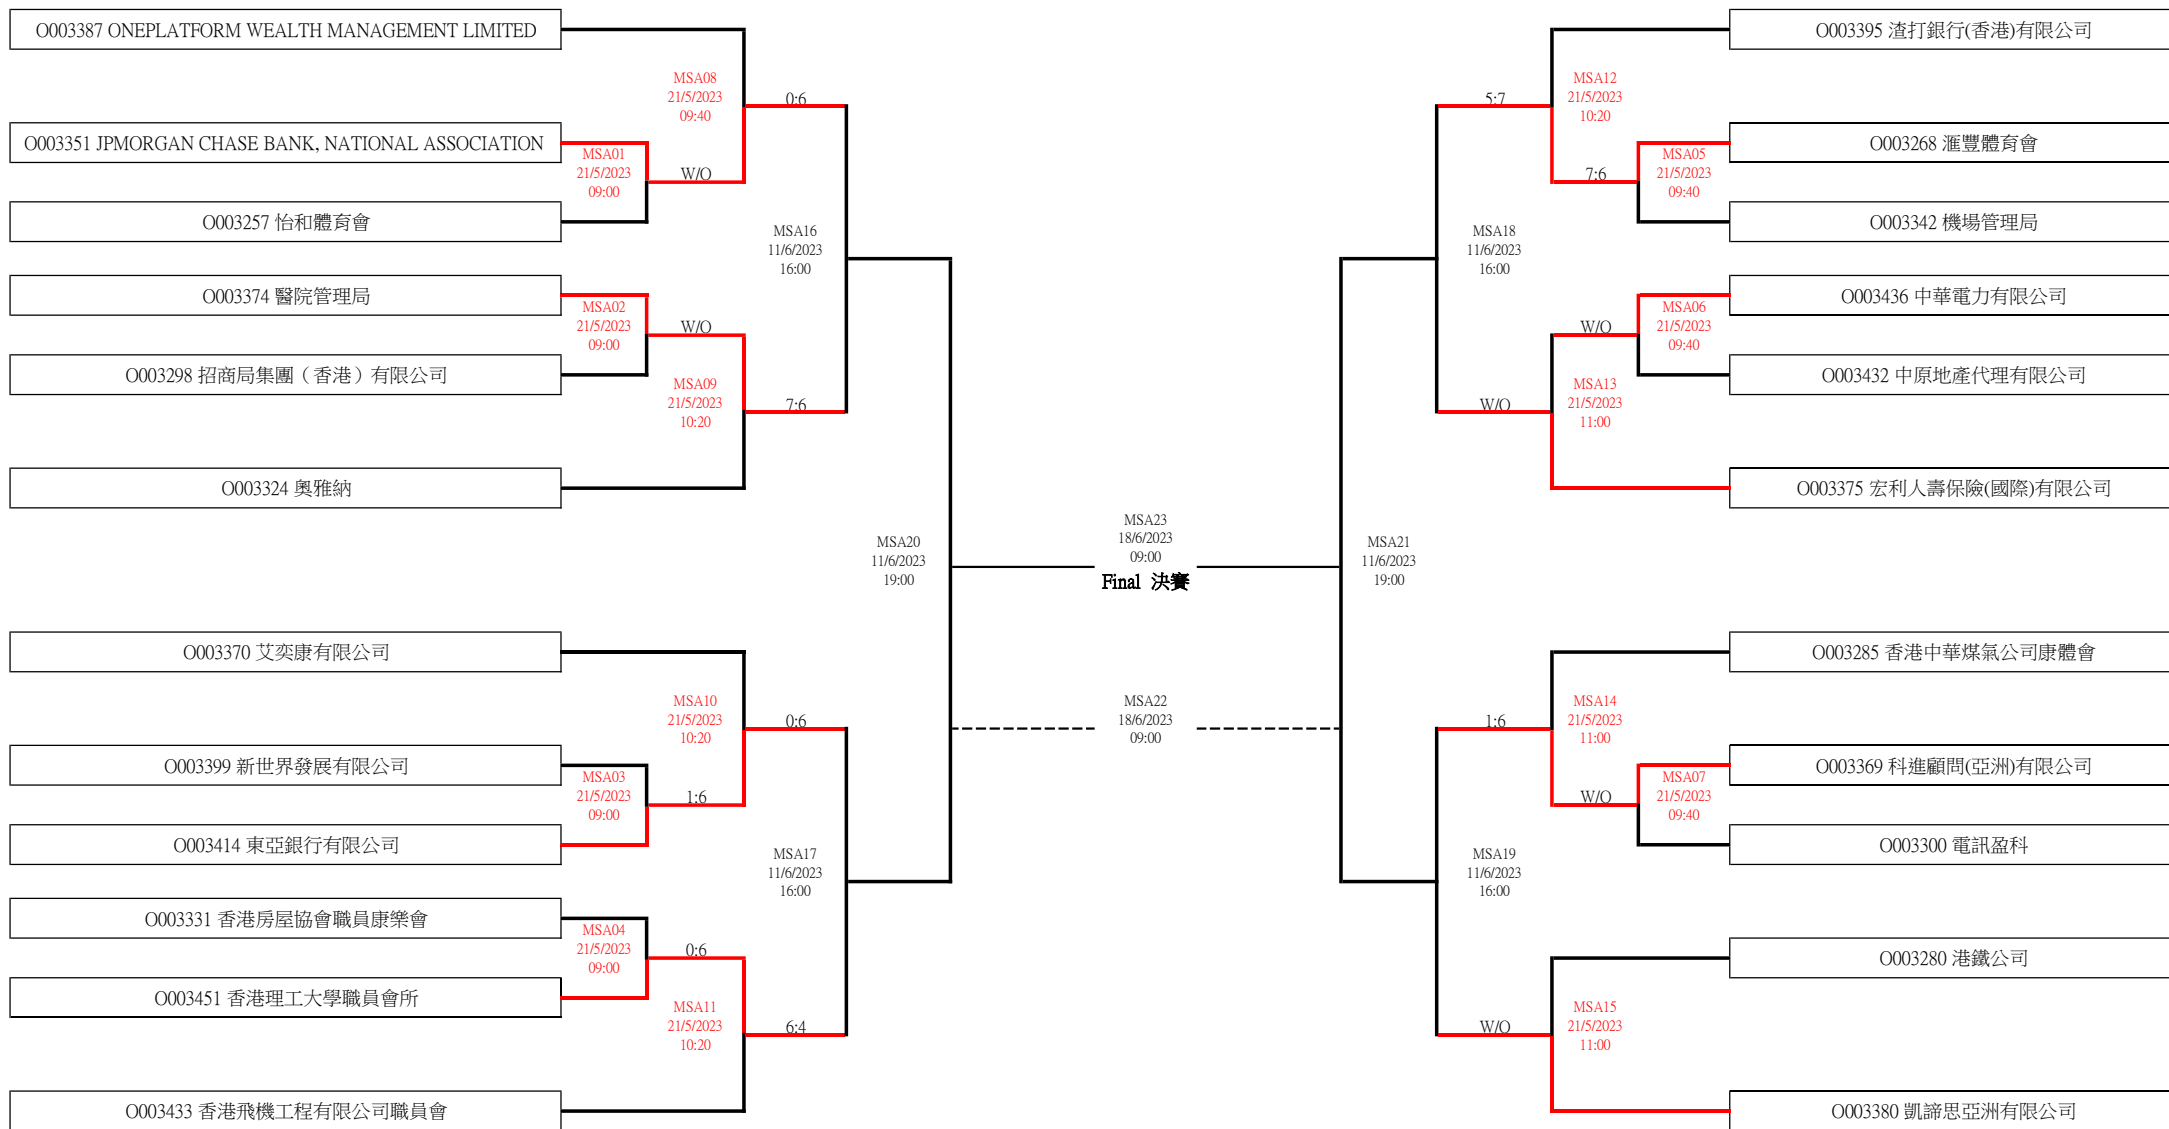 O003387 ONEPLATFORM WEALTH MANAGEMENT LIMITED
MSA08
21/5/2023
09:40
0:6
O003351 JPMORGAN CHASE BANK, NATIONAL ASSOCIATION
MSA01
21/5/2023
09:00
W/O
O003257 怡和體育會
MSA16
11/6/2023
16:00
O003374 醫院管理局
MSA02
21/5/2023
09:00
W/O
O003298 招商局集團（香港）有限公司
MSA09
21/5/2023
10:20
7:6
O003324 奧雅納
MSA20
11/6/2023
19:00
O003370 艾奕康有限公司
MSA10
21/5/2023
10:20
0:6
O003399 新世界發展有限公司
MSA03
21/5/2023
09:00
1:6
O003414 東亞銀行有限公司
MSA17
11/6/2023
16:00
O003331 香港房屋協會職員康樂會
MSA04
21/5/2023
09:00
0:6
O003451 香港理工大學職員會所
MSA11
21/5/2023
10:20
6:4
O003433 香港飛機工程有限公司職員會
MSA23
18/6/2023
09:00
Final 決賽
MSA22
18/6/2023
09:00
O003395 渣打銀行(香港)有限公司
MSA12
21/5/2023
10:20
5:7
O003268 滙豐體育會
MSA05
21/5/2023
09:40
7:6
O003342 機場管理局
MSA18
11/6/2023
16:00
O003436 中華電力有限公司
MSA06
21/5/2023
09:40
W/O
O003432 中原地產代理有限公司
MSA13
21/5/2023
11:00
W/O
O003375 宏利人壽保險(國際)有限公司
MSA21
11/6/2023
19:00
O003285 香港中華煤氣公司康體會
MSA14
21/5/2023
11:00
1:6
O003369 科進顧問(亞洲)有限公司
MSA07
21/5/2023
09:40
W/O
O003300 電訊盈科
MSA19
11/6/2023
16:00
O003280 港鐵公司
MSA15
21/5/2023
11:00
W/O
O003380 凱諦思亞洲有限公司